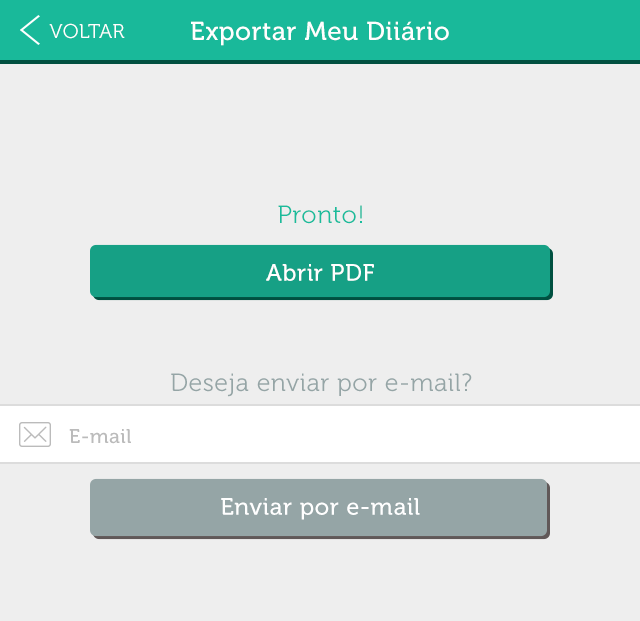 VOLTAR Exportar Meu Diiário
Pronto!
Abrir PDF
Deseja enviar por e-mail?
E-mail
Enviar por e-mail